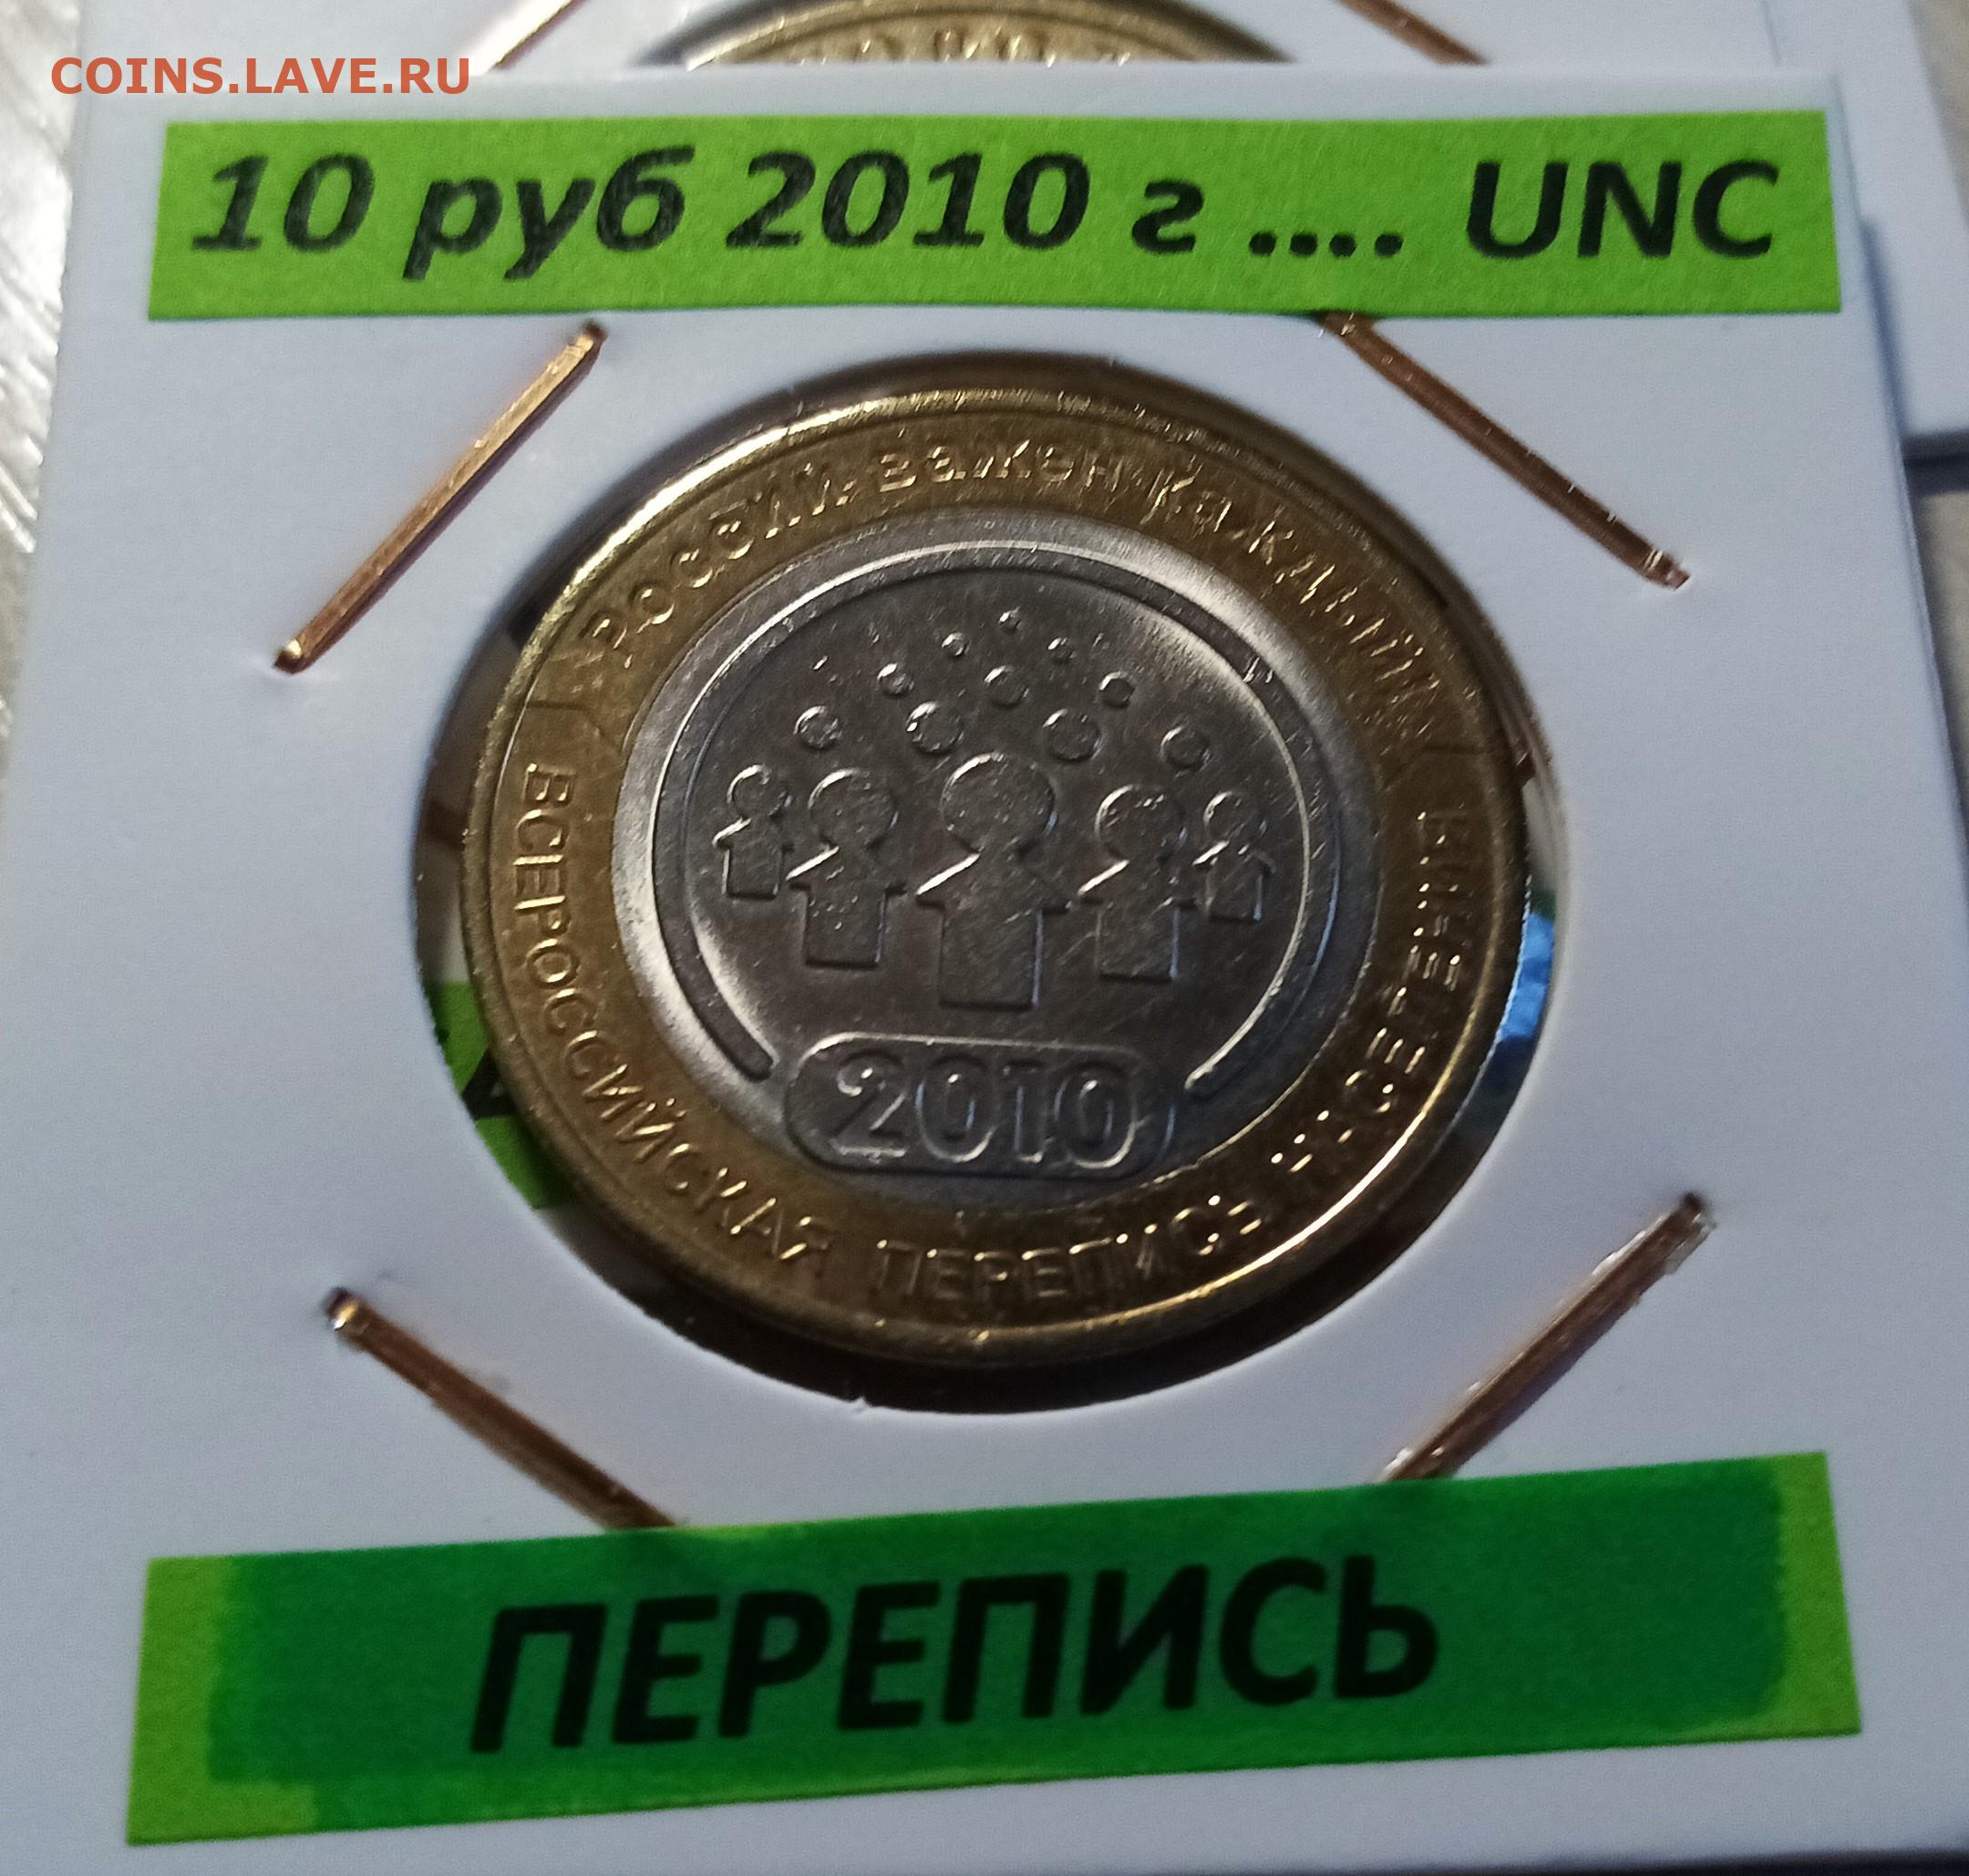 COINS.LAVE.RU
10 руб 2010 г .... UNC
России важен каждый
ВСЕРОССИЙСКАЯ ПЕРЕПИСЬ НАСЕЛЕНИЯ
2010
ПЕРЕПИСЬ